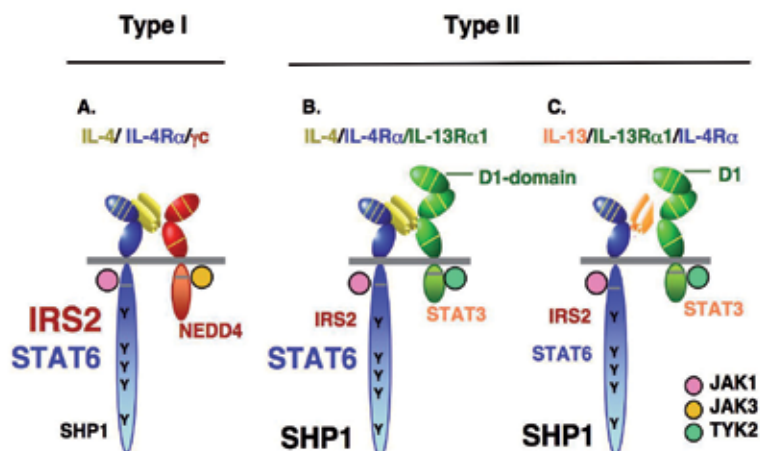 Type I
Type II
A.
B.
C.
IL-4/ IL-4Rα/γc
IL-4/IL-4Rα/IL-13Rα1
IL-13/IL-13Rα1/IL-4Rα
D1-domain
D1
IRS2
STAT6
SHP1
NEDD4
Y
Y
Y
Y
Y
IRS2
STAT6
SHP1
STAT3
Y
Y
Y
Y
Y
IRS2
STAT6
SHP1
STAT3
Y
Y
Y
Y
Y
JAK1
JAK3
TYK2